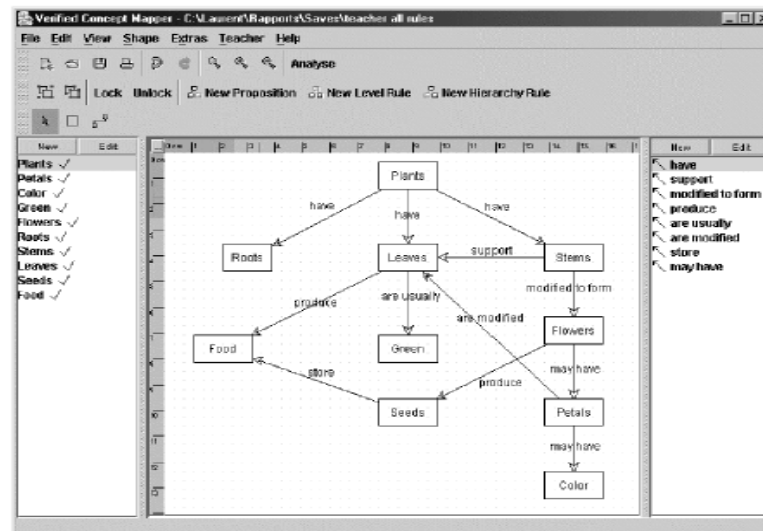 Verified Concept Mapper - C:\Laurent\Rapports\Saves\teacher all rules
File Edit View Shape Extras Teacher Help
Analyse
Lock Unlock New Proposition New Level Rule New Hierarchy Rule
New Edit
Plants
Petals
Color
Green
Flowers
Roots
Stems
Leaves
Seeds
Food
Plants
have have have
Roots Leaves support Stems
produce are usually modified to form
are modified
Food Green Flowers
store produce may have
Seeds Petals
may have
Color
New Edit
have
support
modified to form
produce
are usually
are modified
store
may have